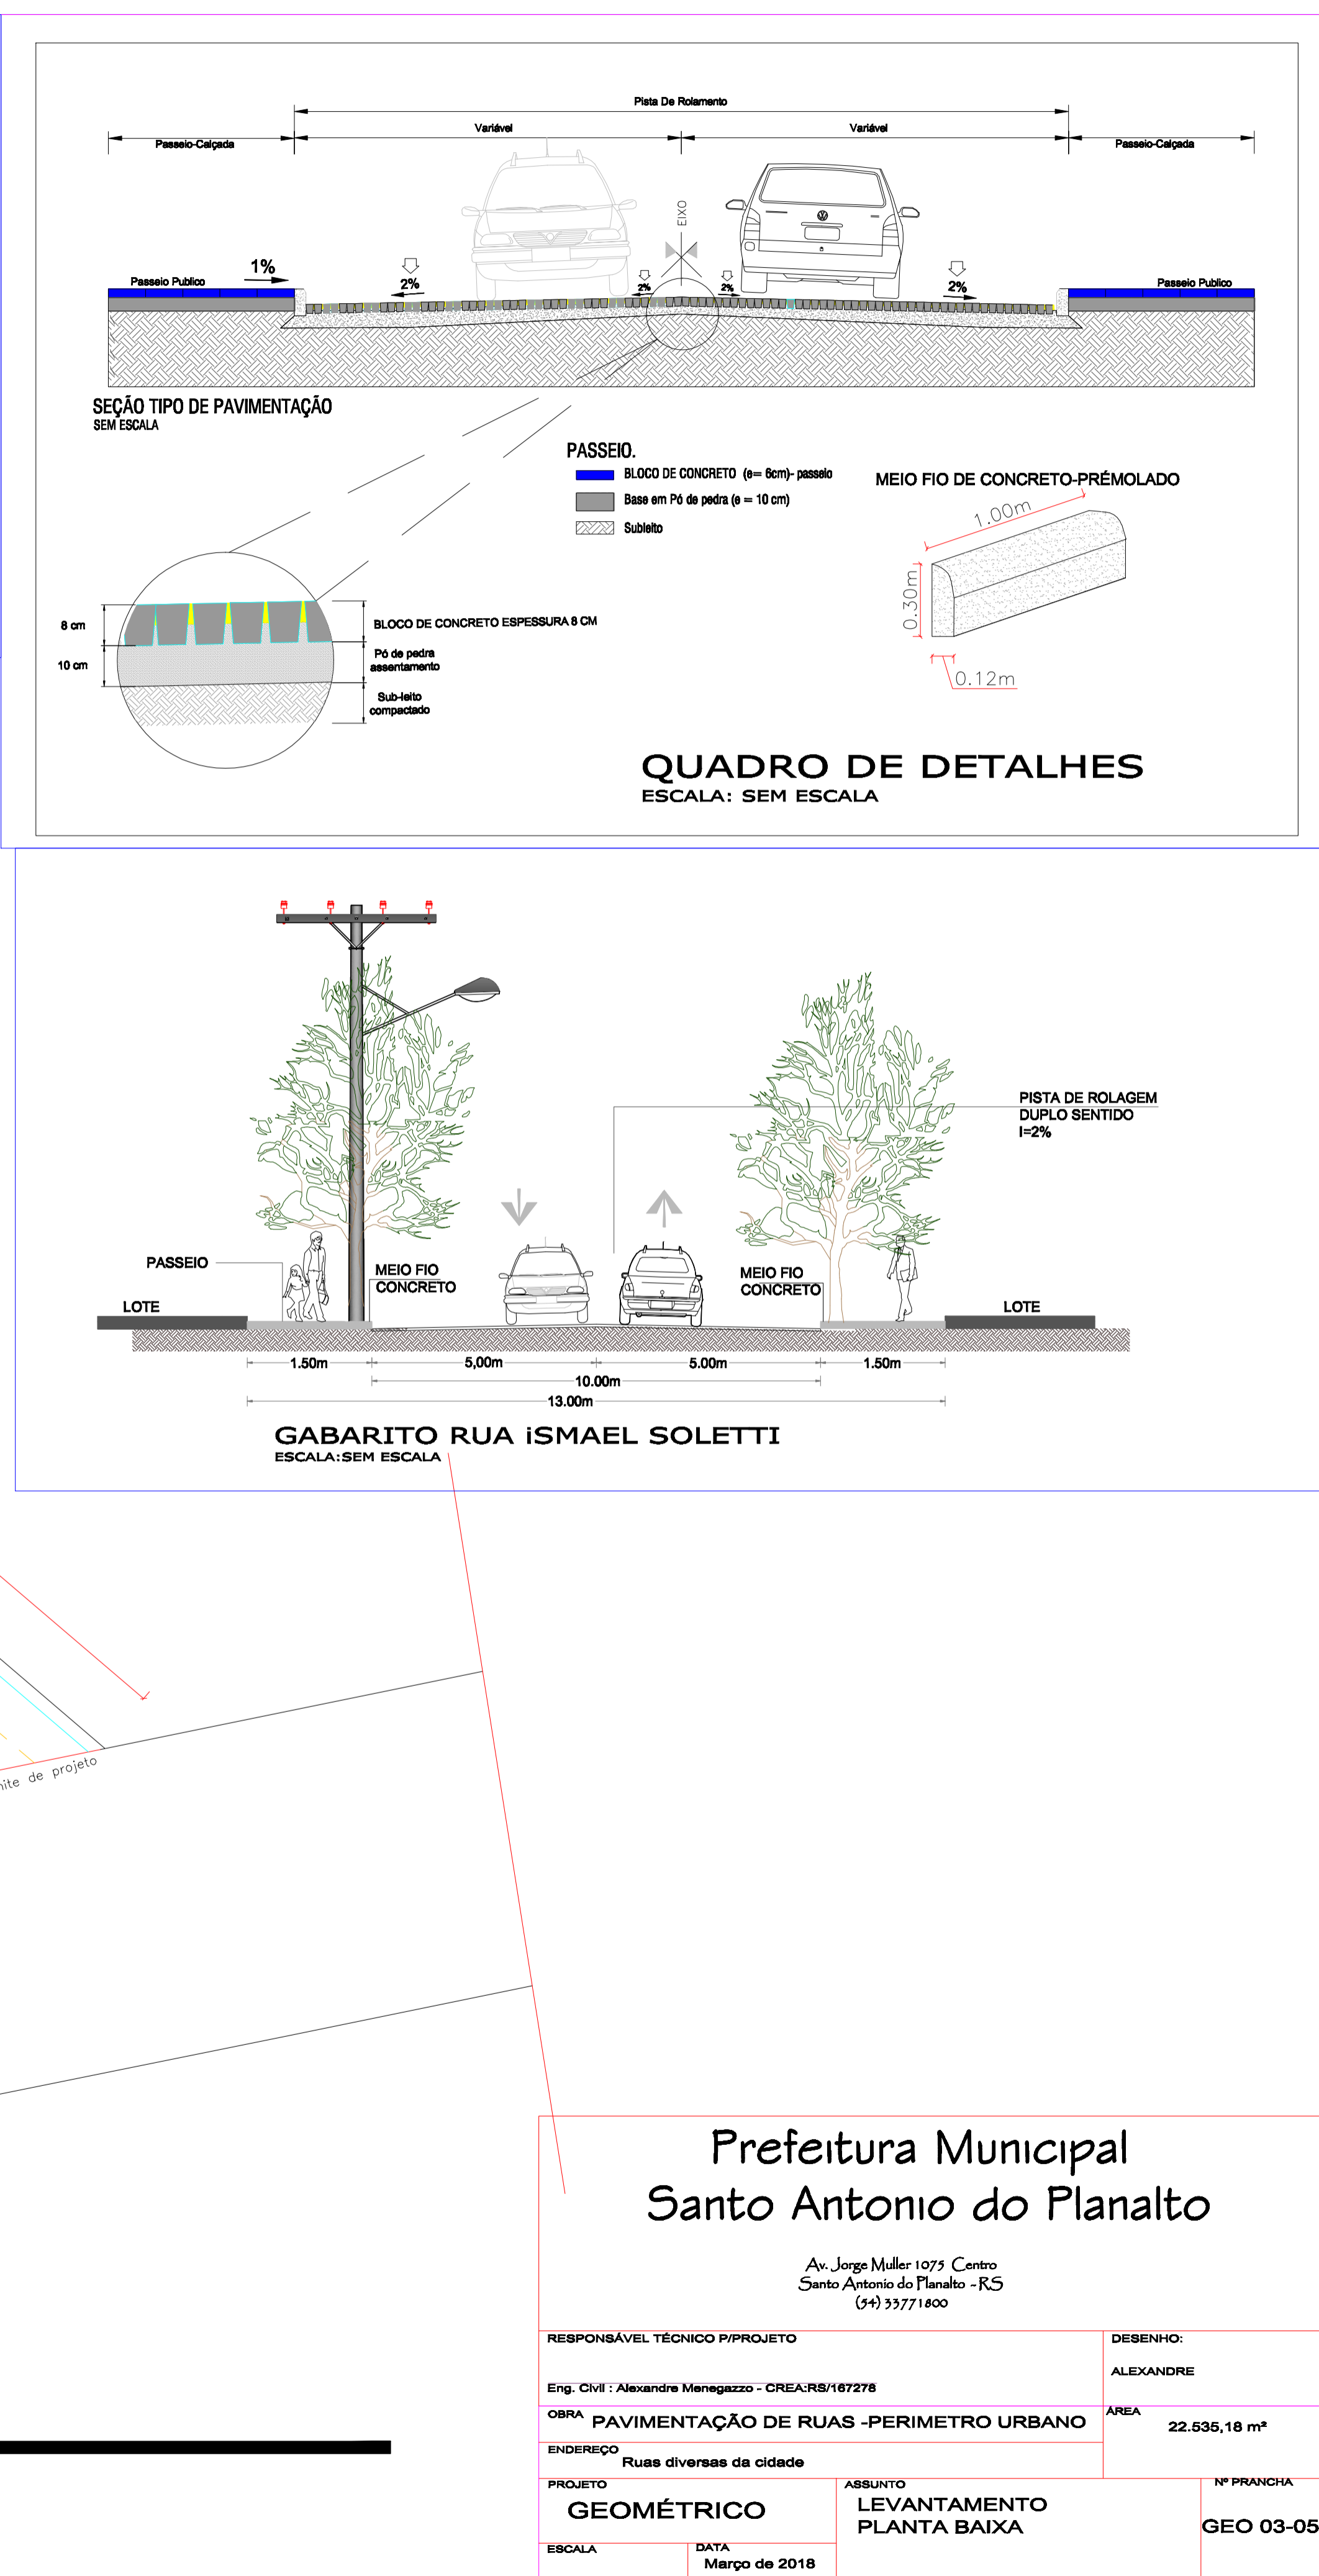 Pista De Rolamento
Variável
Variável
Passeio-Calçada
Passeio-Calçada
EIXO
1%
Passeio Publico
2%
2%
2%
2%
Passeio Publico
SEÇÃO TIPO DE PAVIMENTAÇÃO
SEM ESCALA
PASSEIO.
BLOCO DE CONCRETO (e= 6cm)- passeio
Base em Pó de pedra (e = 10 cm)
Subleito
MEIO FIO DE CONCRETO-PRÉMOLADO
1.00m
0.30m
0.12m
8 cm
10 cm
BLOCO DE CONCRETO ESPESSURA 8 CM
Pó de pedra
assentamento
Sub-leito
compactado
QUADRO DE DETALHES
ESCALA: SEM ESCALA
PISTA DE ROLAGEM
DUPLO SENTIDO
I=2%
PASSEIO
MEIO FIO
CONCRETO
MEIO FIO
CONCRETO
LOTE
LOTE
1.50m
5,00m
5.00m
1.50m
10.00m
13.00m
GABARITO RUA iSMAEL SOLETTI
ESCALA:SEM ESCALA
de projeto
Prefeitura Municipal
Santo Antonio do Planalto
Av. Jorge Muller 1075 Centro
Santo Antonio do Planalto - RS
(54) 33771800
RESPONSÁVEL TÉCNICO P/PROJETO
DESENHO:
ALEXANDRE
Eng. Civil : Alexandre Menegazzo - CREA:RS/167278
OBRA PAVIMENTAÇÃO DE RUAS -PERIMETRO URBANO
ÁREA
22.535,18 m²
ENDEREÇO
Ruas diversas da cidade
PROJETO
GEOMÉTRICO
ASSUNTO
LEVANTAMENTO
PLANTA BAIXA
Nº PRANCHA
GEO 03-05
ESCALA
DATA
Março de 2018